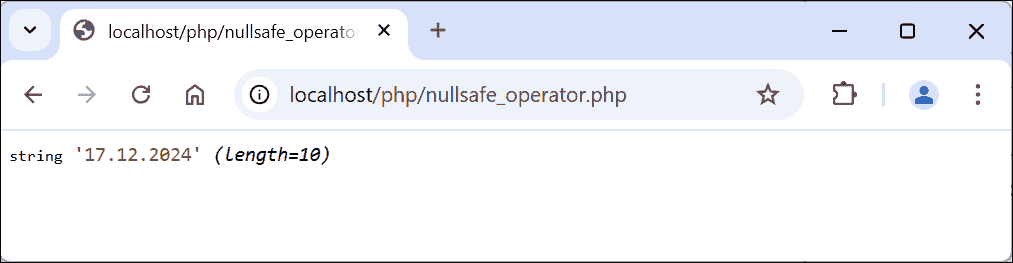 localhost/php/nullsafe_operator
localhost/php/nullsafe_operator.php
string '17.12.2024' (length=10)